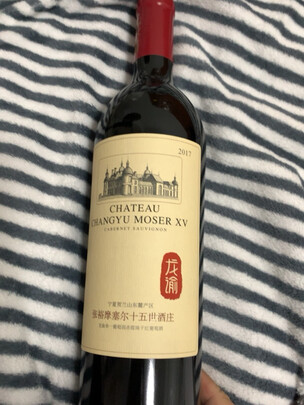 2017
CHATEAU
CHANGYU MOSER XV
CABERNET SAUVIGNON
龙谕
宁夏贺兰山东麓产区
张裕摩塞尔十五世酒庄